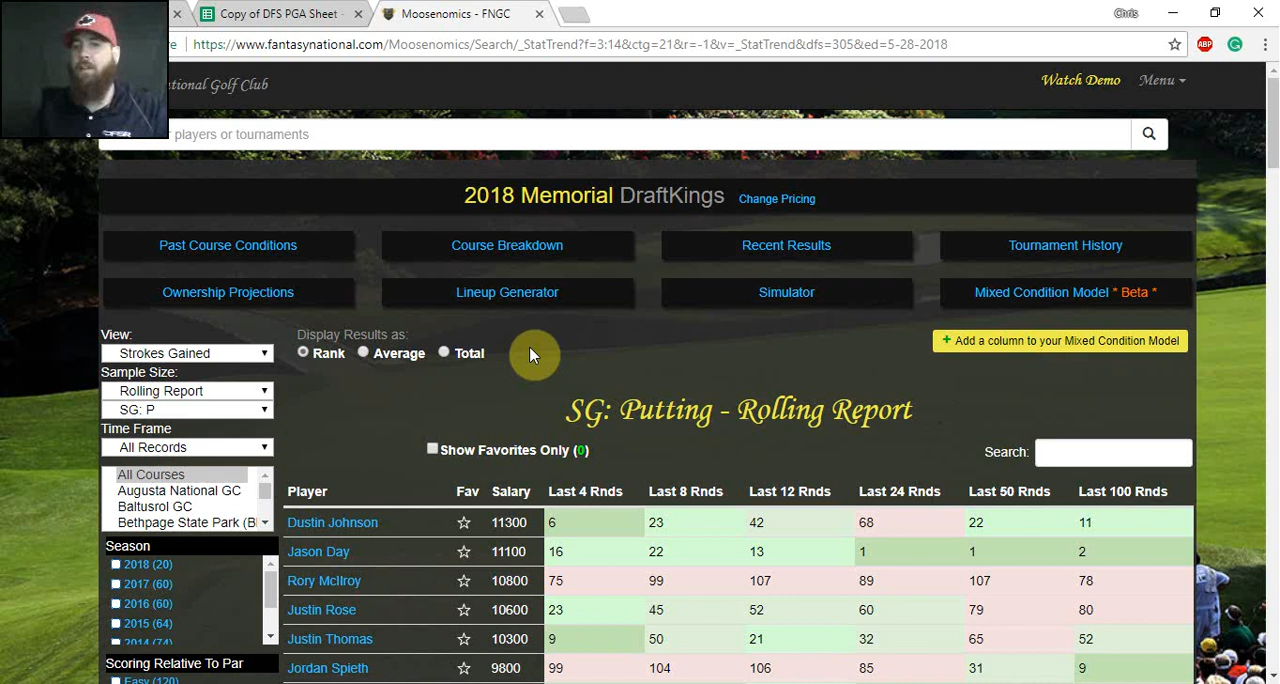 Copy of DFS PGA Sheet -
Moosenomics - FNGC
Chris
https://www.fantasynational.com/Moosenomics/Search/_StatTrend?f=3:14&ctg=21&r=-1&v=_StatTrend&dfs=305&ed=5-28-2018
ABP
tional Golf Club
Watch Demo Menu
players or tournaments
2018 Memorial DraftKings Change Pricing
Past Course Conditions Course Breakdown Recent Results Tournament History
Ownership Projections Lineup Generator Simulator Mixed Condition Model * Beta *
View: Display Results as:
Strokes Gained Rank Average Total + Add a column to your Mixed Condition Model
Sample Size:
Rolling Report
SG: P
SG: Putting - Rolling Report
Time Frame
All Records Show Favorites Only (0) Search:
All Courses
Augusta National GC
Baltusrol GC
Bethpage State Park (Bl
Season
2018 (20)
2017 (60)
2016 (60)
2015 (64)
2014 (74)
Scoring Relative To Par
Easy (120)
Player Fav Salary Last 4 Rnds Last 8 Rnds Last 12 Rnds Last 24 Rnds Last 50 Rnds Last 100 Rnds
Dustin Johnson 11300 6 23 42 68 22 11
Jason Day 11100 16 22 13 1 1 2
Rory McIlroy 10800 75 99 107 89 107 78
Justin Rose 10600 23 45 52 60 79 80
Justin Thomas 10300 9 50 21 32 65 52
Jordan Spieth 9800 99 104 106 85 31 9